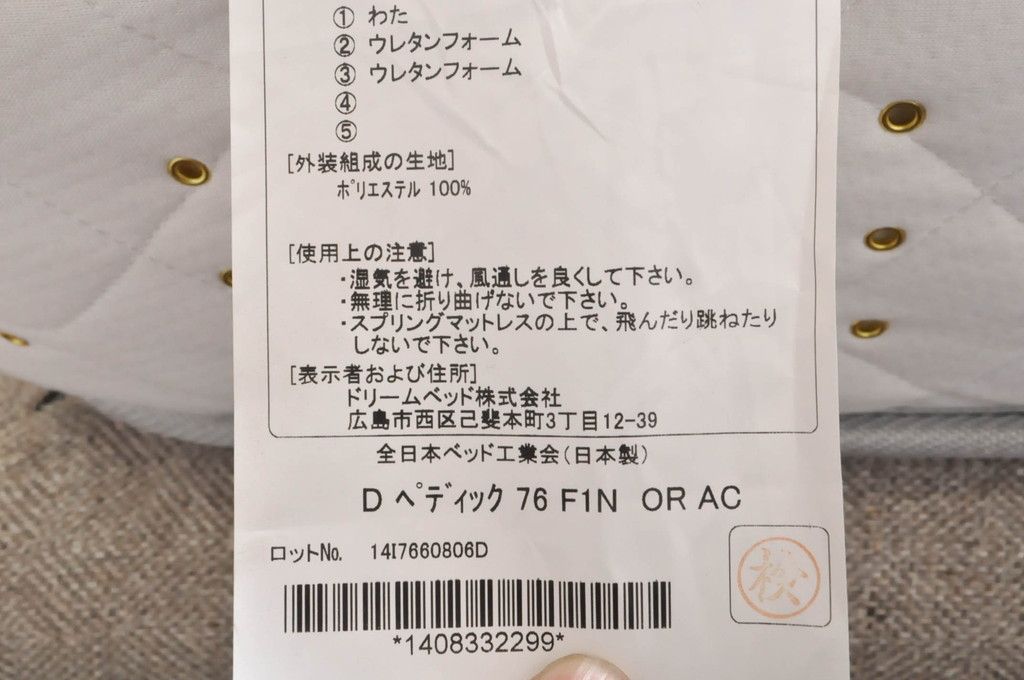 ① わた
② ウレタンフォーム
③ ウレタンフォーム
④
⑤
[外装組成の生地]
ポリエステル 100%
[使用上の注意]
・湿気を避け、風通しを良くして下さい。
・無理に折り曲げないで下さい。
・スプリングマットレスの上で、飛んだり跳ねたり
しないで下さい。
[表示者および住所]
ドリームベッド株式会社
広島市西区己斐本町3丁目12-39
全日本ベッド工業会(日本製)
D ペディック 76 F1N OR AC
ロットNo. 14I7660806D
*1408332299*